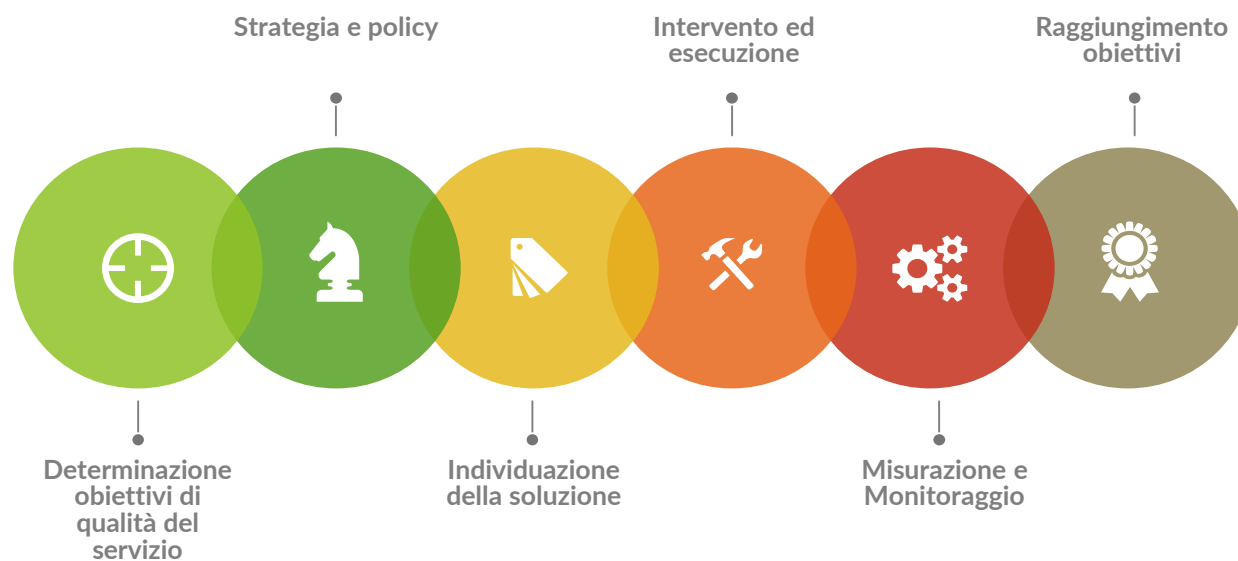 Strategia e policy
Intervento ed
esecuzione
Raggiungimento
obiettivi
Determinazione
obiettivi di
qualità del
servizio
Individuazione
della soluzione
Misurazione e
Monitoraggio